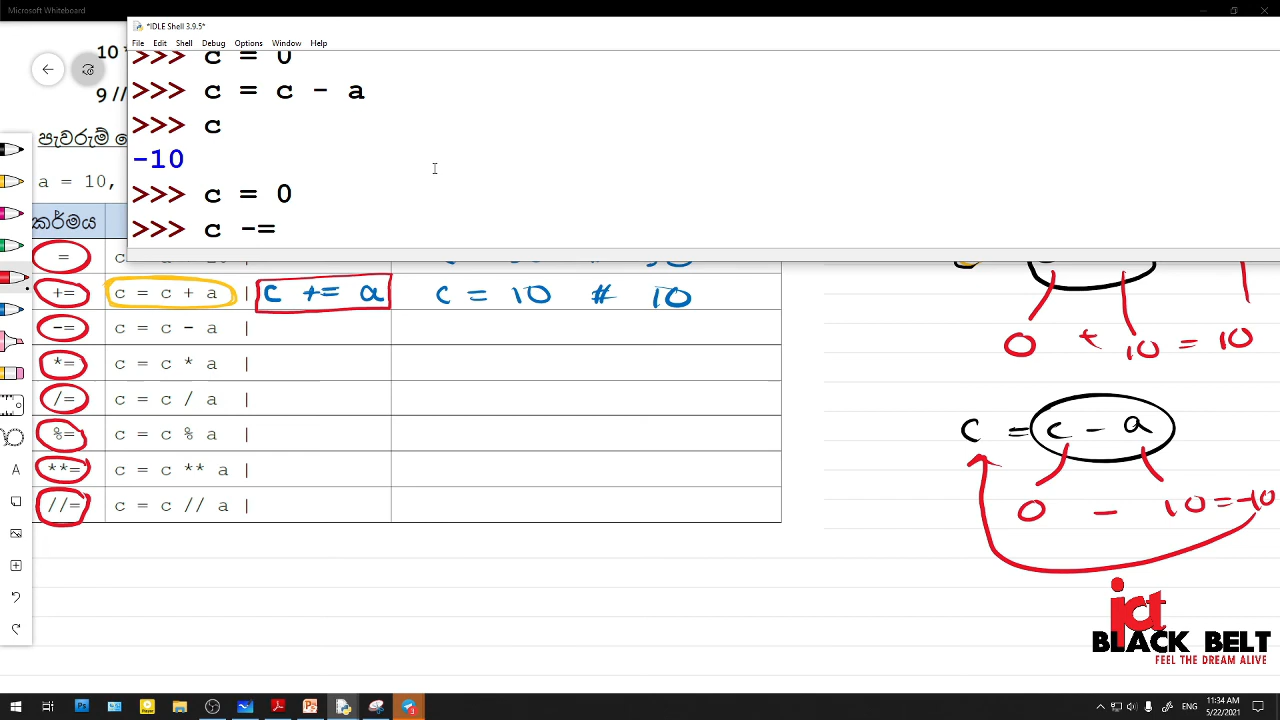 Microsoft Whiteboard
*IDLE Shell 3.9.5*
File Edit Shell Debug Options Window Help
10
>>> c = 0
9 //
>>> c = c - a
>>> c
පැවරුම්
-10
a = 10,
>>> c = 0
කර්මය
>>> c -=
=
+= c = c + a | c += a c = 10 # 10
-= c = c - a |
*= c = c * a |
/= c = c / a |
%= c = c % a |
**= c = c ** a |
//= c = c // a |
0 + 10 = 10
c = c - a
0 - 10 = -10
ict
BLACK BELT
FEEL THE DREAM ALIVE
ENG
11:34 AM
5/22/2021